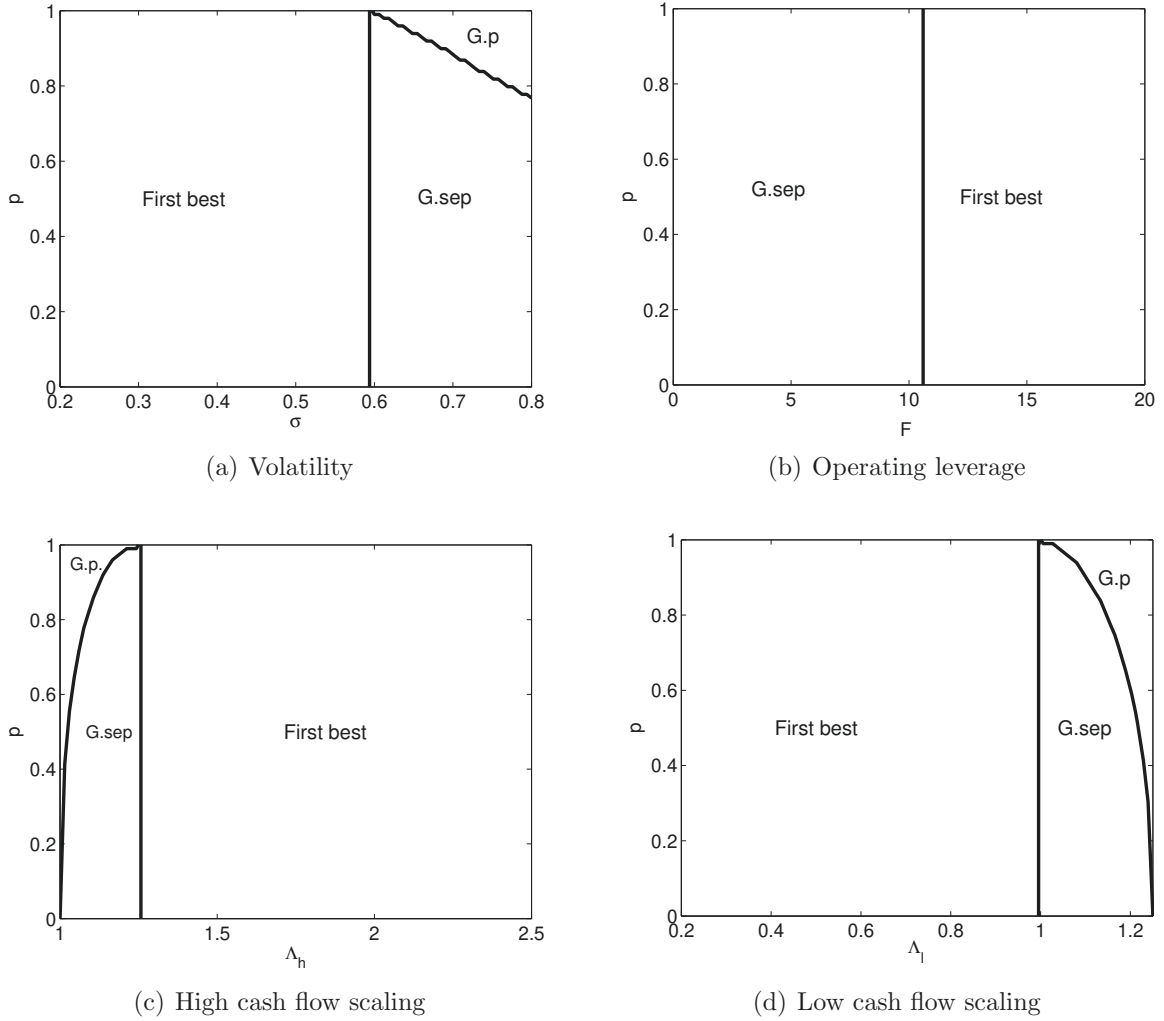 1
0.8
0.6
0.4
0.2
0
p
G.p
First best
G.sep
0.2 0.3 0.4 0.5 0.6 0.7 0.8
σ
(a) Volatility
1
0.8
0.6
0.4
0.2
0
p
G.sep
First best
0 5 10 15 20
F
(b) Operating leverage
1
0.8
0.6
0.4
0.2
0
p
G.p.
G.sep
First best
1 1.5 2 2.5
Λh
(c) High cash flow scaling
1
0.8
0.6
0.4
0.2
0
p
G.p
First best
G.sep
0.2 0.4 0.6 0.8 1 1.2
Λl
(d) Low cash flow scaling